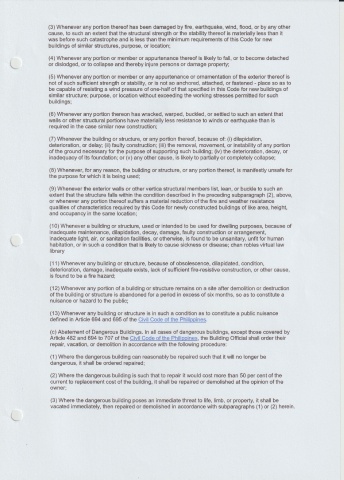 (3) Whenever any portion thereof has been damaged by fire, earthquake, wind, flood, or by any other
cause, to such an extent that the structural strength or the stability thereof is materially less than it
was before such catastrophe and is less than the minimum requirements of this Code for new
buildings of similar structures, purpose, or location;
(4) Whenever any portion or member or appurtenance thereof is likely to fall, or to become detached
or dislodged, or to collapse and thereby injure persons or damage property;
(5) Whenever any portion or member or any appurtenance or ornamentation of the exterior thereof is
not of such sufficient strength or stability, or is not so anchored, attached, or fastened - place so as to
be capable of resisting a wind pressure of one-half of that specified in this Code for new buildings of
similar structure; purpose, or location without exceeding the working stresses permitted for such
buildings;
(6) Whenever any portion thereon has wracked, warped, buckled, or settled to such an extent that
walls or other structural portions have materially less resistance to winds or earthquake than is
required in the case similar new construction;
(7) Whenever the building or structure, or any portion thereof, because of: (i) dilapidation,
deterioration, or delay; (ii) faulty construction; (iii) the removal, movement, or instability of any portion
of the ground necessary for the purpose of supporting such building; (iv) the deterioration, decay, or
inadequacy of its foundation; or (v) any other cause, is likely to partially or completely collapse;
(8) Whenever, for any reason, the building or structure, or any portion thereof, is manifestly unsafe for
the purpose for which it is being used;
(9) Whenever the exterior walls or other vertical structural members list, lean, or buckle to such an
extent that the structure falls within the condition described in the preceding subparagraph (2), above,
or whenever any portion thereof suffers a material reduction of the fire and weather resistance
qualities of characteristics required by this Code for newly constructed buildings of like area, height,
and occupancy in the same location;
(10) Whenever a building or structure, used or intended to be used for dwelling purposes, because of
inadequate maintenance, dilapidation, decay, damage, faulty construction or arrangement,
inadequate light, air, or sanitation facilities, or otherwise, is found to be unsanitary, unfit for human
habitation, or in such a condition that is likely to cause sickness or disease; chan robles virtual law
library
(11) Whenever any building or structure, because of obsolescence, dilapidated, condition,
deterioration, damage, inadequate exists, lack of sufficient fire-resistive construction, or other cause,
is found to be a fire hazard;
(12) Whenever any portion of a building or structure remains on a site after demolition or destruction
of the building or structure is abandoned for a period in excess of six months, so as to constitute a
nuisance or hazard to the public;
(13) Whenever any building or structure is in such a condition as to constitute a public nuisance
defined in Article 694 and 695 of the Civil Code of the Philippines.
(c) Abatement of Dangerous Buildings. In all cases of dangerous buildings, except those covered by
Article 482 and 694 to 707 of the Civil Code of the Philippines, the Building Official shall order their
repair, vacation, or demolition in accordance with the following procedure:
(1) Where the dangerous building can reasonably be repaired such that it will no longer be
dangerous, it shall be ordered repaired;
(2) Where the dangerous building is such that to repair it would cost more than 50 per cent of the
current to replacement cost of the building, it shall be repaired or demolished at the opinion of the
owner;
(3) Where the dangerous building poses an immediate threat to life, limb, or property, it shall be
vacated immediately, then repaired or demolished in accordance with subparagraphs (1) or (2) herein.